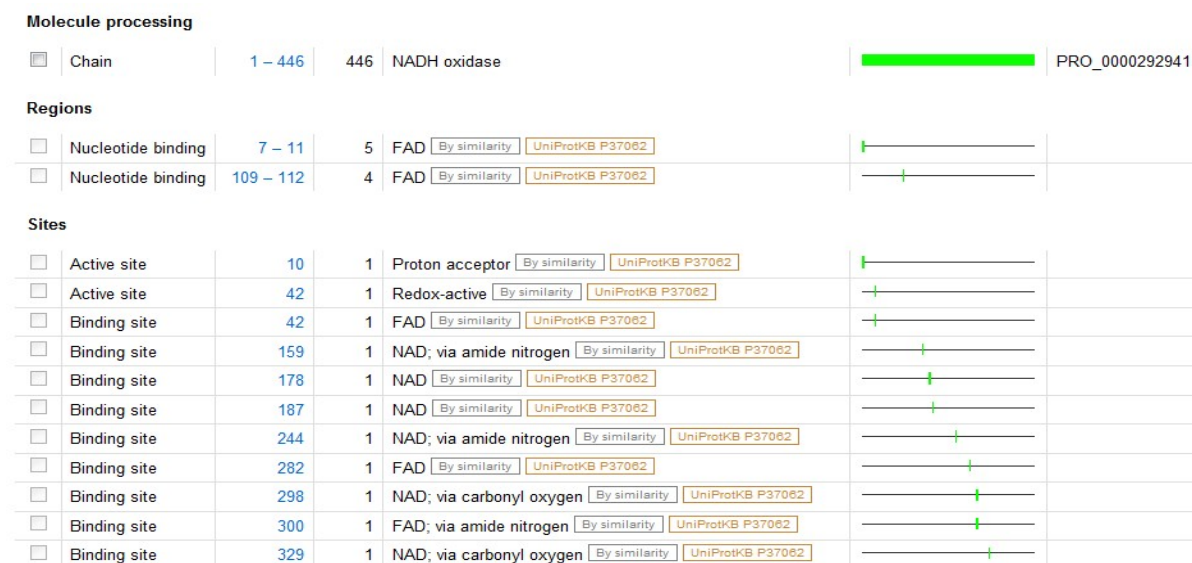 Molecule processing
Chain 1 – 446 446 NADH oxidase PRO_0000292941
Regions
Nucleotide binding 7 – 11 5 FAD By similarity UniProtKB P37062
Nucleotide binding 109 – 112 4 FAD By similarity UniProtKB P37062
Sites
Active site 10 1 Proton acceptor By similarity UniProtKB P37062
Active site 42 1 Redox-active By similarity UniProtKB P37062
Binding site 42 1 FAD By similarity UniProtKB P37062
Binding site 159 1 NAD; via amide nitrogen By similarity UniProtKB P37062
Binding site 178 1 NAD By similarity UniProtKB P37062
Binding site 187 1 NAD By similarity UniProtKB P37062
Binding site 244 1 NAD; via amide nitrogen By similarity UniProtKB P37062
Binding site 282 1 FAD By similarity UniProtKB P37062
Binding site 298 1 NAD; via carbonyl oxygen By similarity UniProtKB P37062
Binding site 300 1 FAD; via amide nitrogen By similarity UniProtKB P37062
Binding site 329 1 NAD; via carbonyl oxygen By similarity UniProtKB P37062